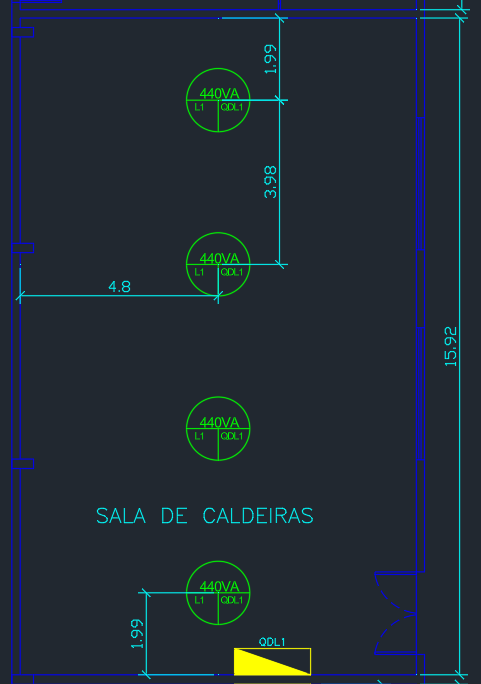 1.99
440VA
L1 QDL1
3.98
440VA
L1 QDL1
4.8
15.92
440VA
L1 QDL1
SALA DE CALDEIRAS
440VA
L1 QDL1
1.99
QDL1